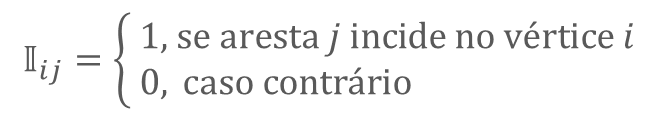 𝕀ij = { 1, se aresta j incide no vértice i
0, caso contrário